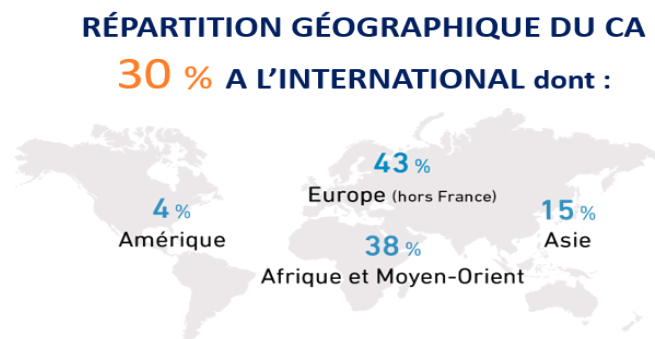 RÉPARTITION GÉOGRAPHIQUE DU CA
30 % A L'INTERNATIONAL dont :
43 %
Europe (hors France)
4 %
Amérique
15 %
Asie
38 %
Afrique et Moyen-Orient